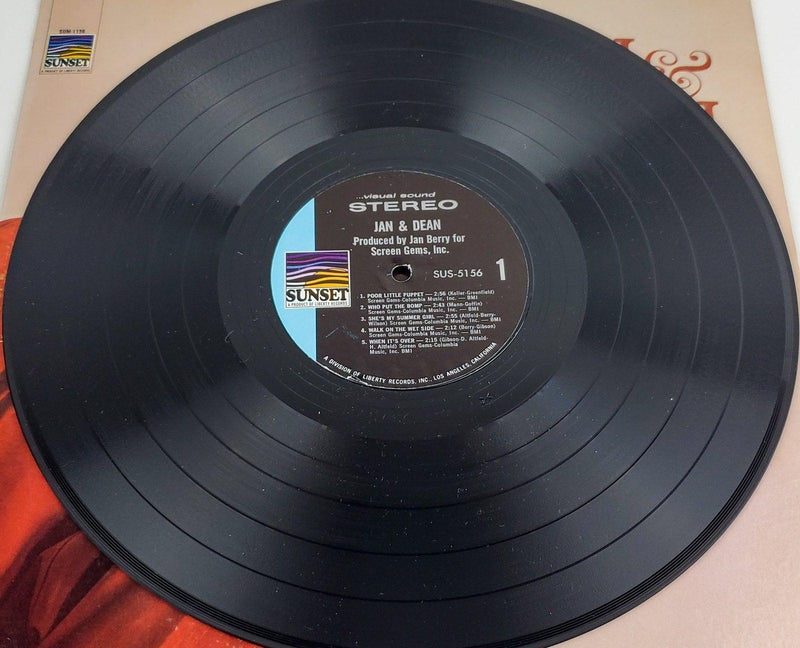 SUM 1156
SUNSET
A PRODUCT OF LIBERTY RECORDS
&
...visual sound
STEREO
JAN & DEAN
Produced by Jan Berry for
Screen Gems, Inc.
SUS-5156 1
SUNSET
A PRODUCT OF LIBERTY RECORDS
1. POOR LITTLE PUPPET — 2:56 (Keller-Greenfield)
Screen Gems-Columbia Music, Inc. — BMI
2. WHO PUT THE BOMP — 2:43 (Mann-Goffin)
Screen Gems-Columbia Music, Inc. — BMI
3. SHE'S MY SUMMER GIRL — 2:55 (Altfeld-Berry-
Wilson) Screen Gems-Columbia Music, Inc. — BMI
4. WALK ON THE WET SIDE — 2:12 (Berry-Gibson)
Screen Gems-Columbia Music, Inc. — BMI
5. WHEN IT'S OVER — 2:15 (Gibson-D. Altfeld-
H. Altfeld) Screen Gems-Columbia
Music, Inc. BMI
A DIVISION OF LIBERTY RECORDS, INC., LOS ANGELES, CALIFORNIA